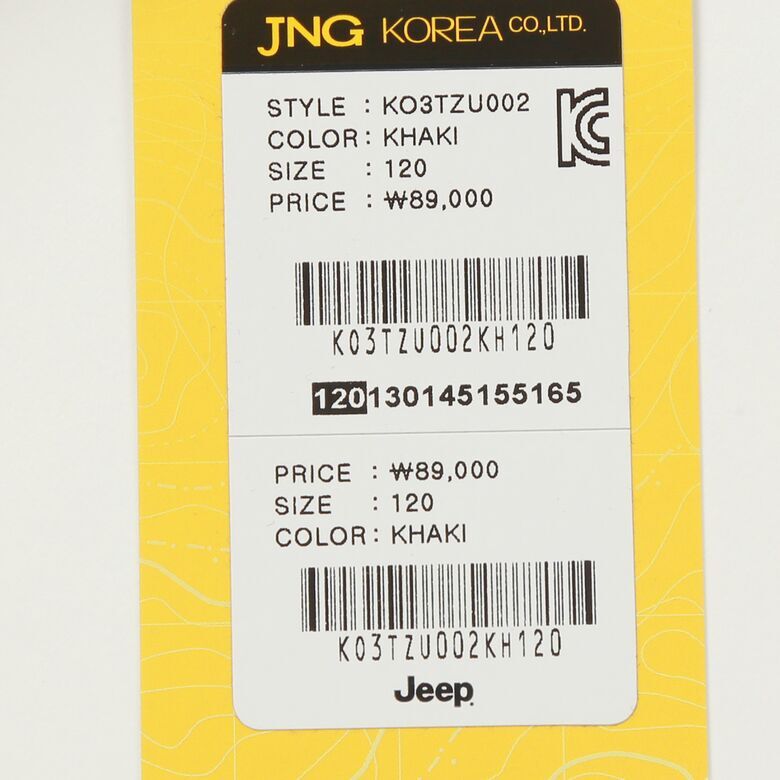 JNG KOREA CO.,LTD.
STYLE : KO3TZU002
COLOR : KHAKI
SIZE : 120
PRICE : ₩89,000
KC
K03TZU002KH120
120130145155165
PRICE : ₩89,000
SIZE : 120
COLOR : KHAKI
K03TZU002KH120
Jeep